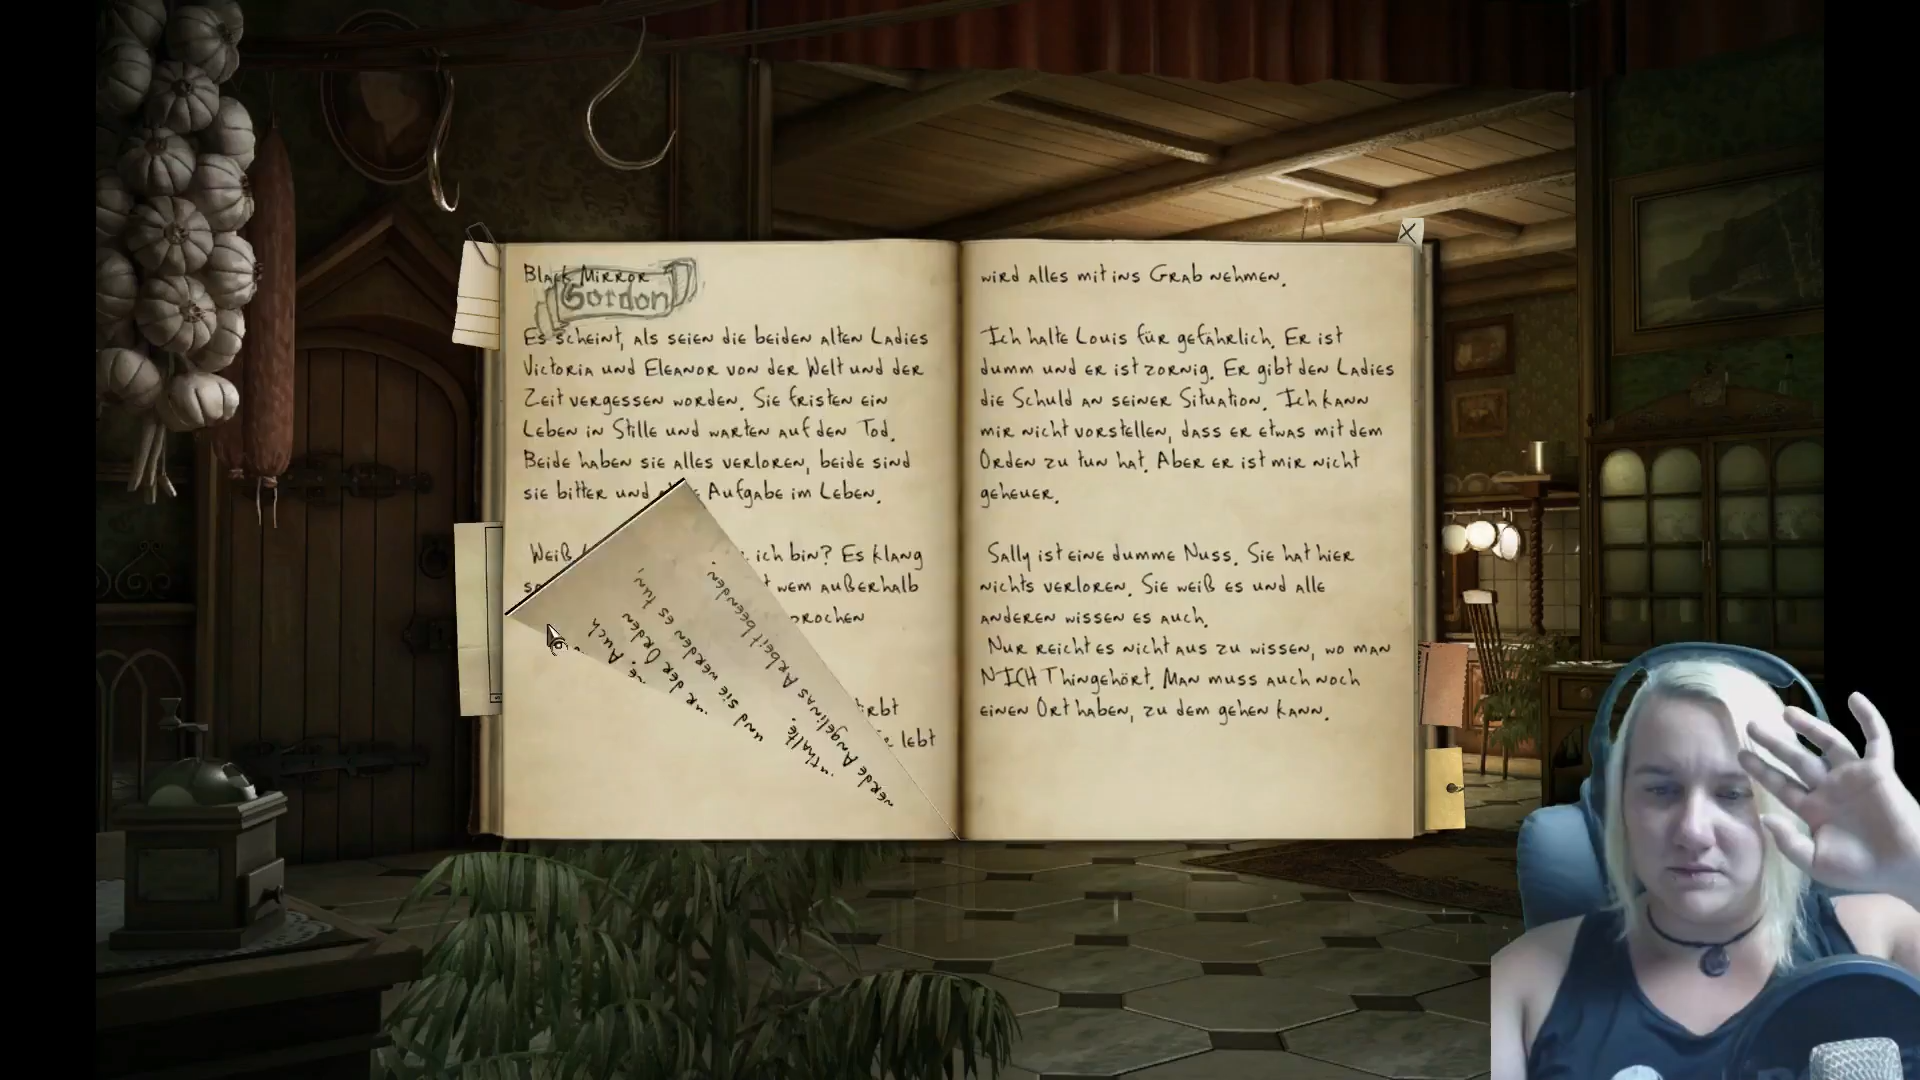 Black Mirror
Gordon
Es scheint, als seien die beiden alten Ladies
Victoria und Eleanor von der Welt und der
Zeit vergessen worden. Sie fristen ein
Leben in Stille und warten auf den Tod.
Beide haben sie alles verloren, beide sind
sie bitter und Aufgabe im Leben.
Weiß ich bin? Es klang
wem außerhalb
lebt
Auch
der Orden
und sie werden es tun,
werde Angelinas Arbeit beenden.
wird alles mit ins Grab nehmen.
Ich halte Louis für gefährlich. Er ist
dumm und er ist zornig. Er gibt den Ladies
die Schuld an seiner Situation. Ich kann
mir nicht vorstellen, dass er etwas mit dem
Orden zu tun hat. Aber er ist mir nicht
geheuer.
Sally ist eine dumme Nuss. Sie hat hier
nichts verloren. Sie weiß es und alle
anderen wissen es auch.
Nur reicht es nicht aus zu wissen, wo man
NICHT hingehört. Man muss auch noch
einen Ort haben, zu dem gehen kann.
X